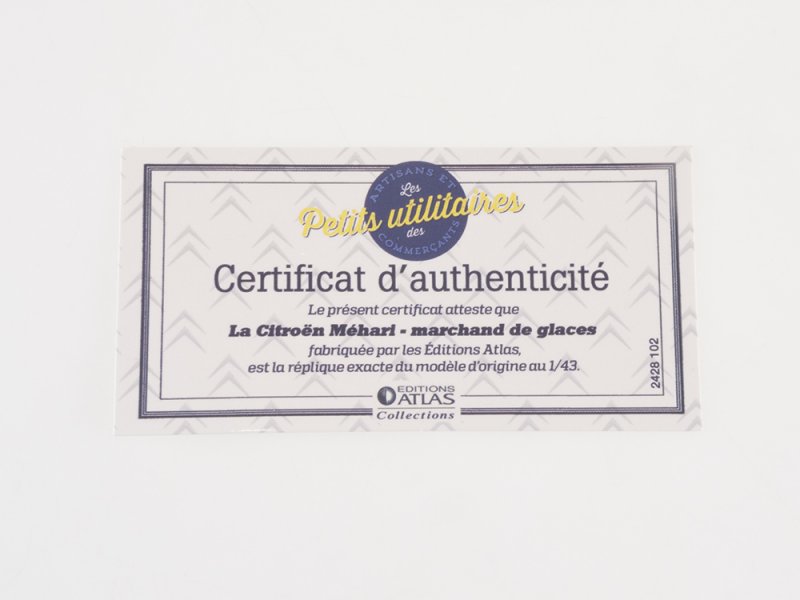 ARTISANS ET
Les
Petits utilitaires
des
COMMERÇANTS
Certificat d'authenticité
Le présent certificat atteste que
La Citroën Méhari - marchand de glaces
fabriquée par les Éditions Atlas,
est la réplique exacte du modèle d'origine au 1/43.
2428 102
EDITIONS
ATLAS
Collections